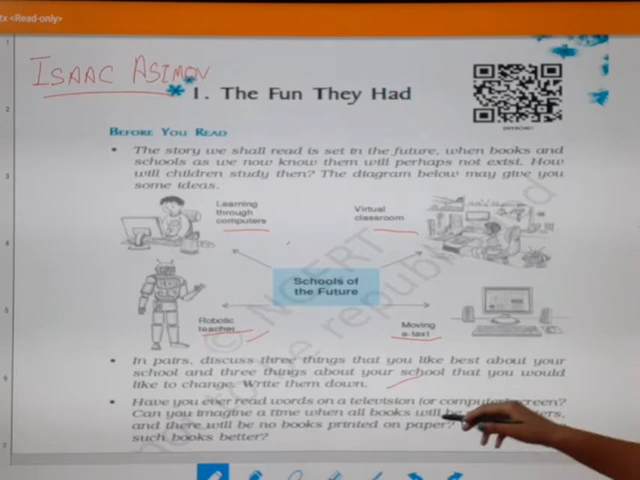 tx <Read-only>
ISAAC ASIMOV
1. The Fun They Had
BEFORE YOU READ
• The story we shall read is set in the future, when books and
schools as we now know them will perhaps not exist. How
will children study then? The diagram below may give you
some ideas.
Learning
through
computers
Virtual
classroom
Schools of
the Future
Robotic
teacher
Moving
e-text
© NCERT
• In pairs, discuss three things that you like best about your
school and three things about your school that you would
like to change. Write them down.
• Have you ever read words on a television (or computer) screen?
Can you imagine a time when all books will be
and there will be no books printed on paper?
such books better?